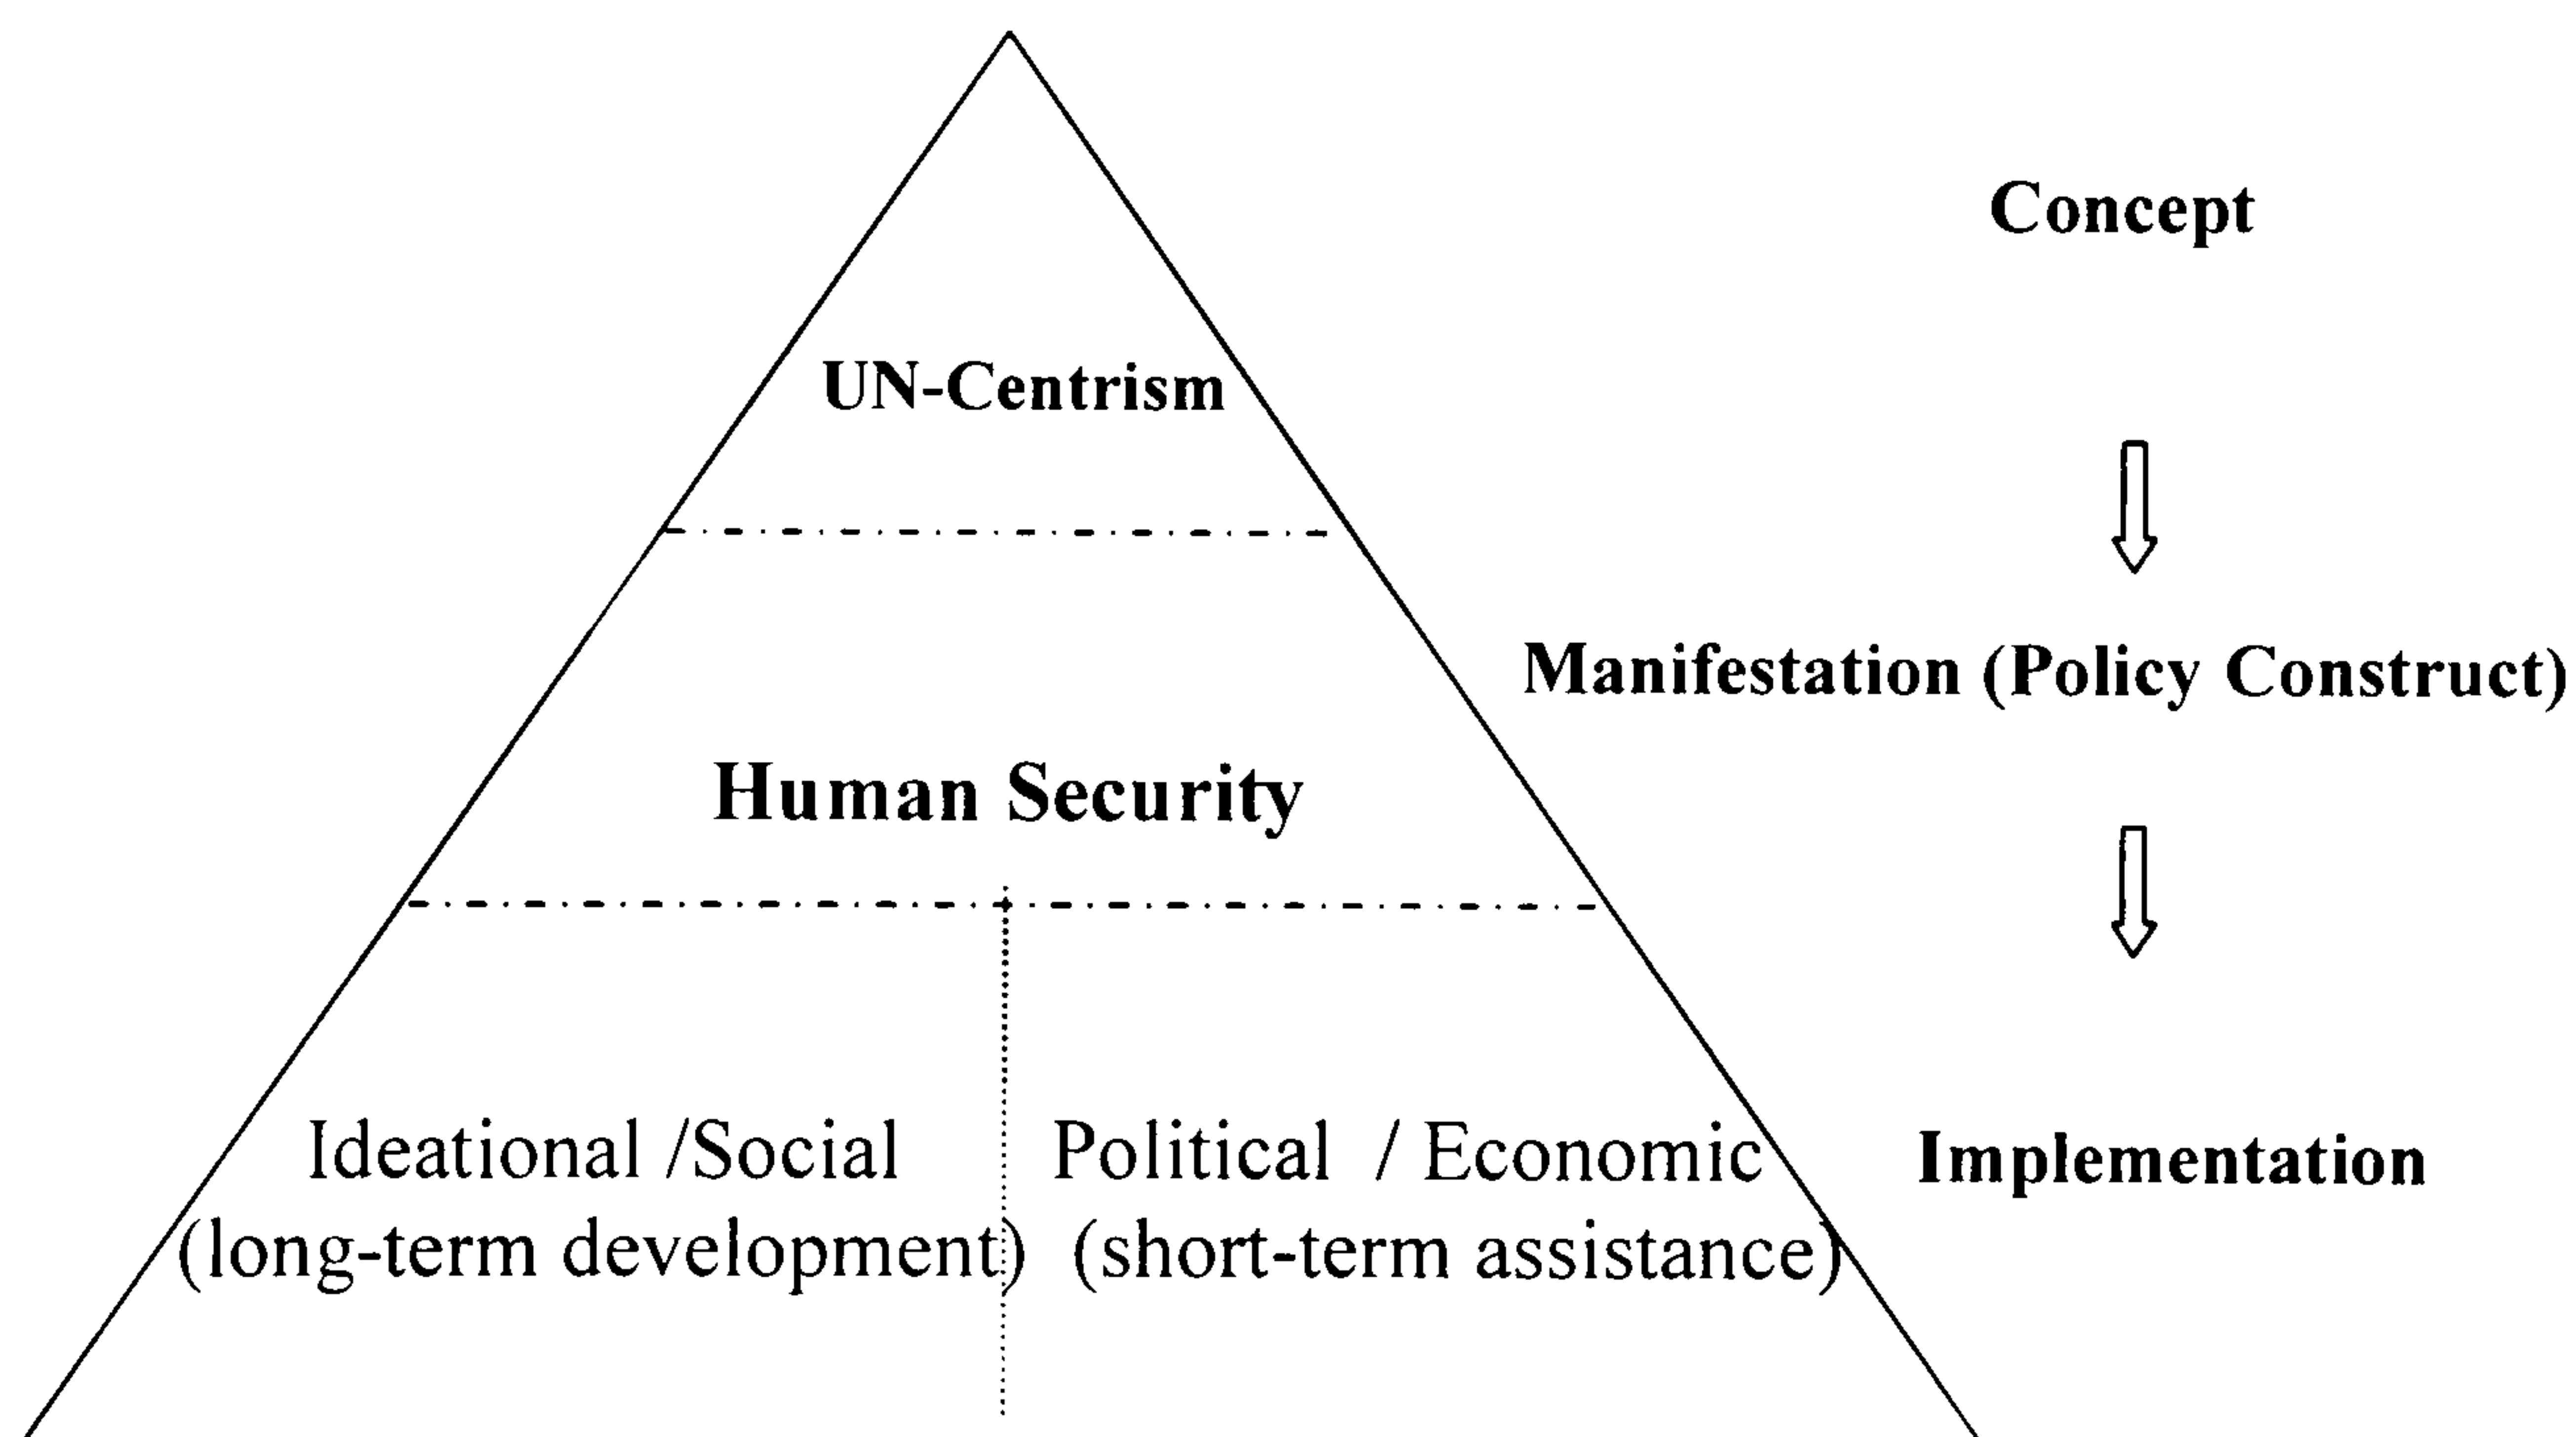 Concept
UN-Centrism
Manifestation (Policy Construct)
Human Security
Ideational /Social
(long-term development)
Political / Economic
(short-term assistance)
Implementation